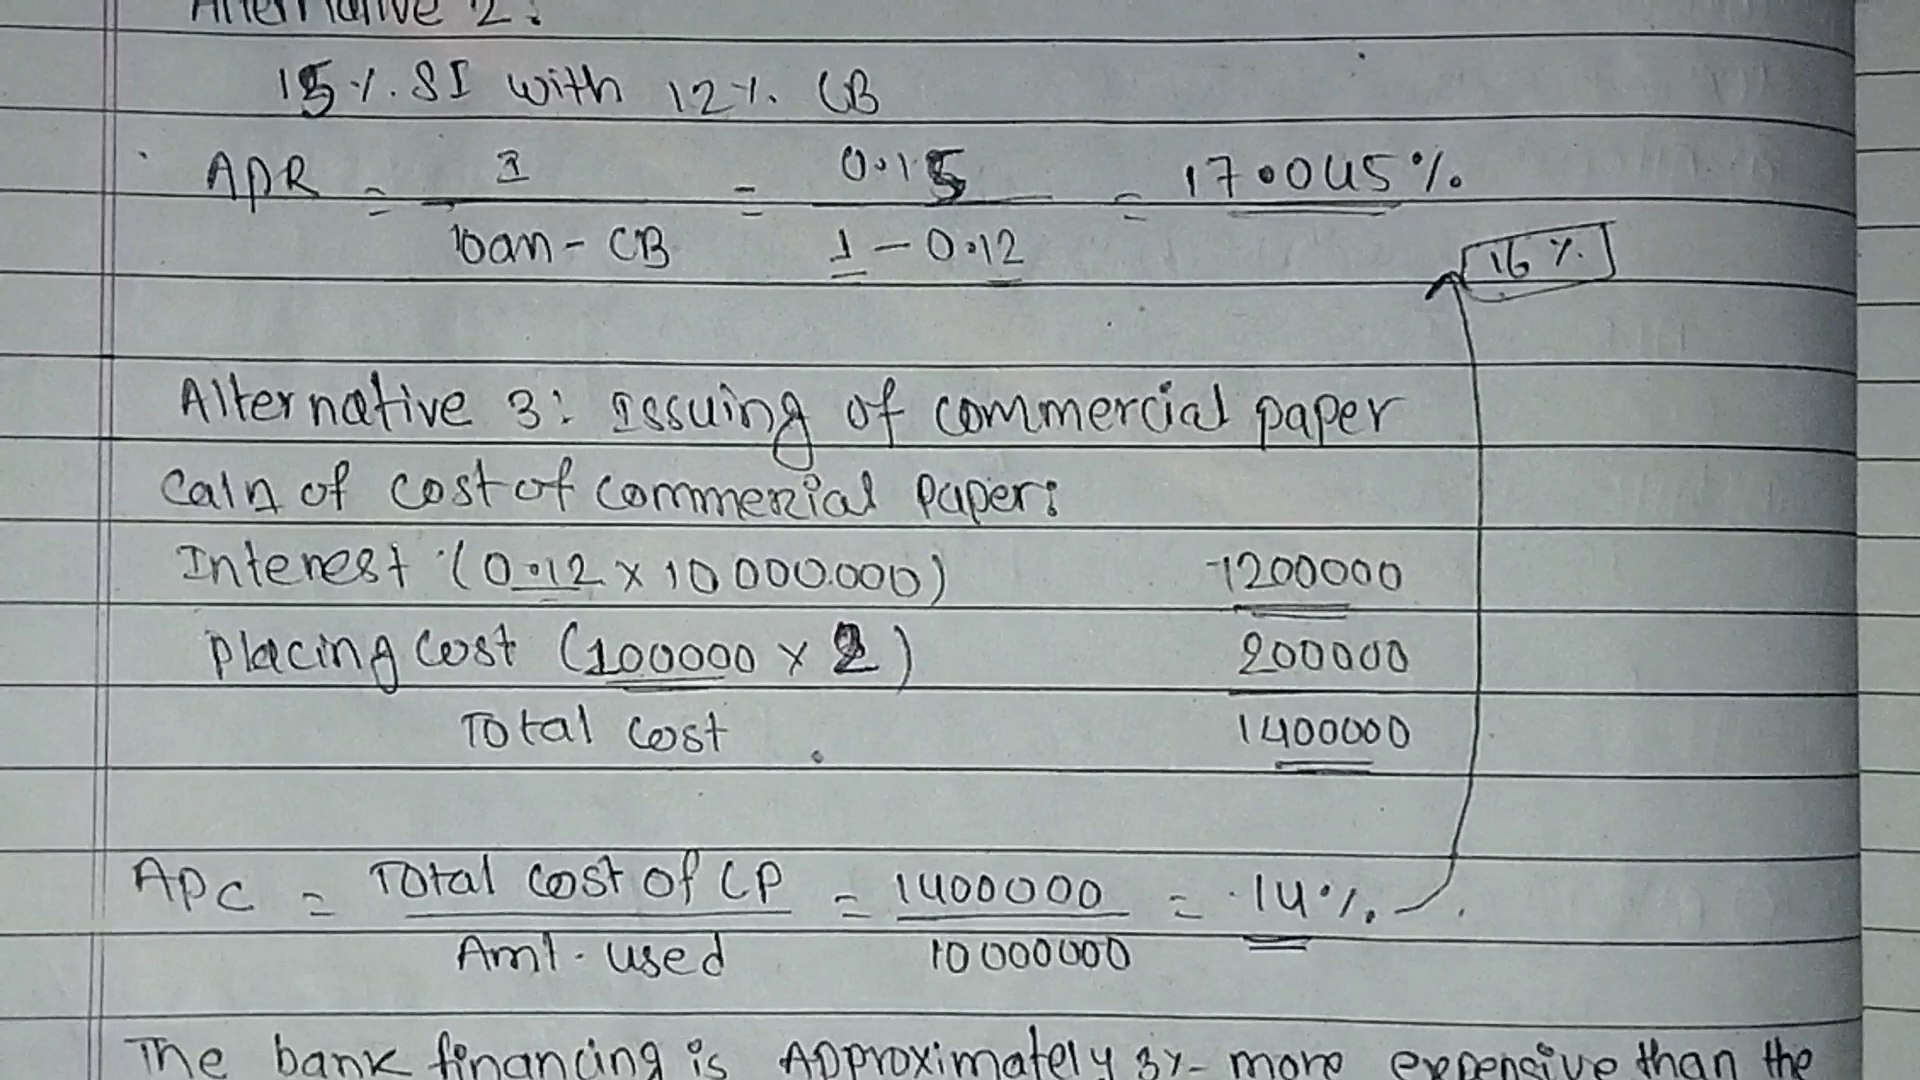 Alternative 2:
15%. SI with 12%. CB
APR = I / loan - CB = 0.15 / 1 - 0.12 = 17.045%
16%.
Alternative 3: Issuing of commercial paper
Caln of cost of commercial paper:
Interest (0.12 x 10000.000) 1200000
placing cost (100000 x 2) 200000
Total cost 1400000
APC = Total cost of CP / Amt. used = 1400000 / 10000000 = 14%.
The bank financing is Approximately 3% more expensive than the